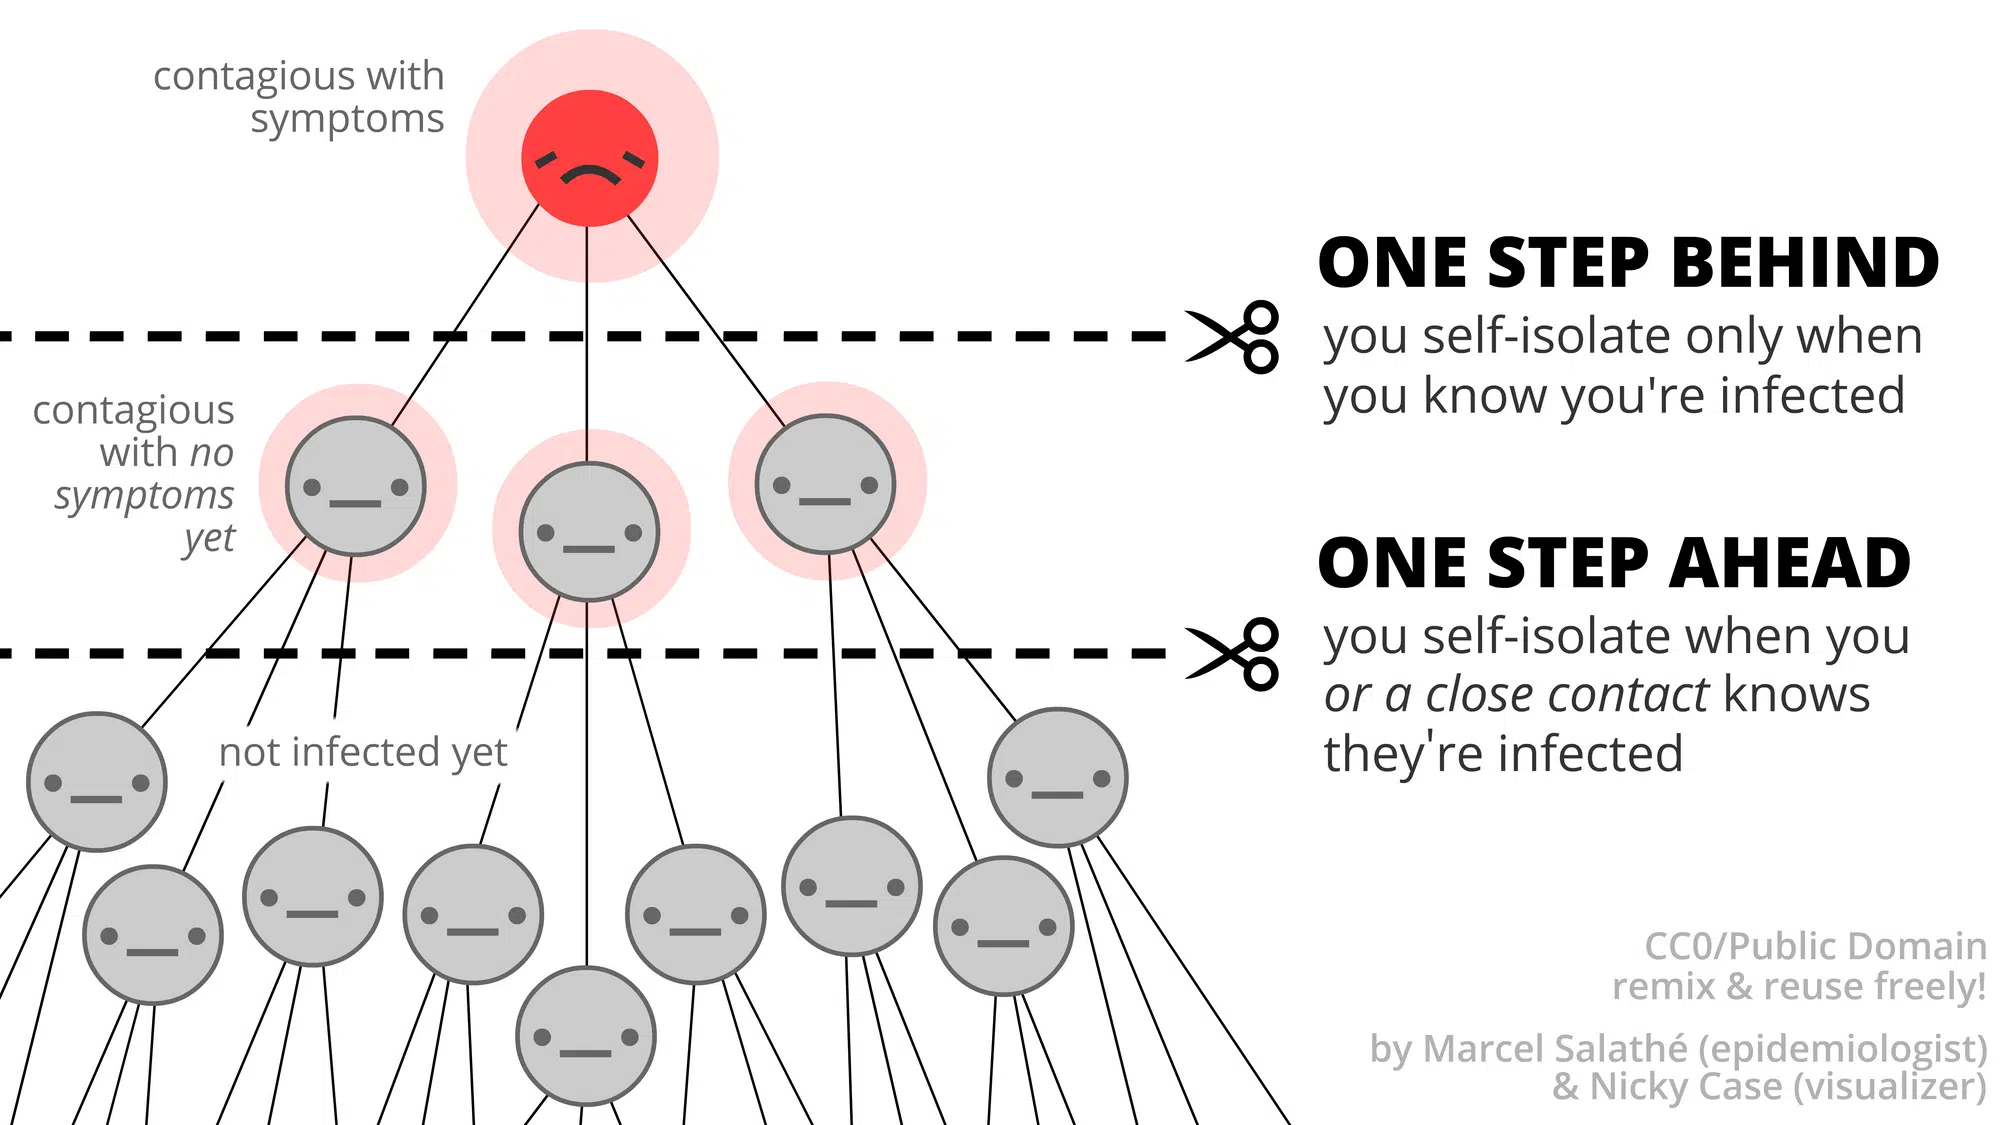 contagious with
symptoms
ONE STEP BEHIND
you self-isolate only when
you know you're infected
contagious
with no
symptoms
yet
ONE STEP AHEAD
you self-isolate when you
or a close contact knows
they're infected
not infected yet
CC0/Public Domain
remix & reuse freely!
by Marcel Salathé (epidemiologist)
& Nicky Case (visualizer)